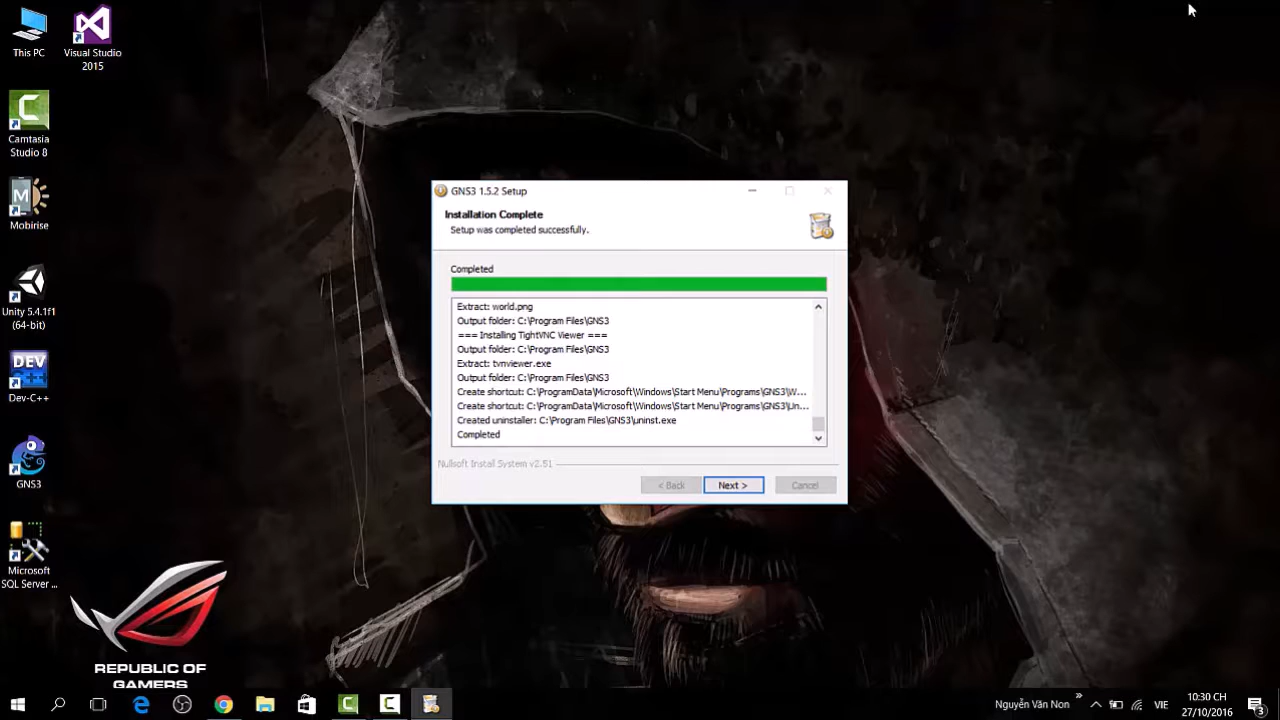 This PC
Visual Studio
2015
Camtasia
Studio 8
Mobirise
Unity 5.4.1f1
(64-bit)
DEV
Dev-C++
GNS3
Microsoft
SQL Server ...
REPUBLIC OF
GAMERS
GNS3 1.5.2 Setup
Installation Complete
Setup was completed successfully.
Completed
Extract: world.png
Output folder: C:\Program Files\GNS3
=== Installing TightVNC Viewer ===
Output folder: C:\Program Files\GNS3
Extract: tvnviewer.exe
Output folder: C:\Program Files\GNS3
Create shortcut: C:\ProgramData\Microsoft\Windows\Start Menu\Programs\GNS3\W...
Create shortcut: C:\ProgramData\Microsoft\Windows\Start Menu\Programs\GNS3\Un...
Created uninstaller: C:\Program Files\GNS3\uninst.exe
Completed
Nullsoft Install System v2.51
< Back
Next >
Cancel
Nguyễn Văn Non
VIE
10:30 CH
27/10/2016
3